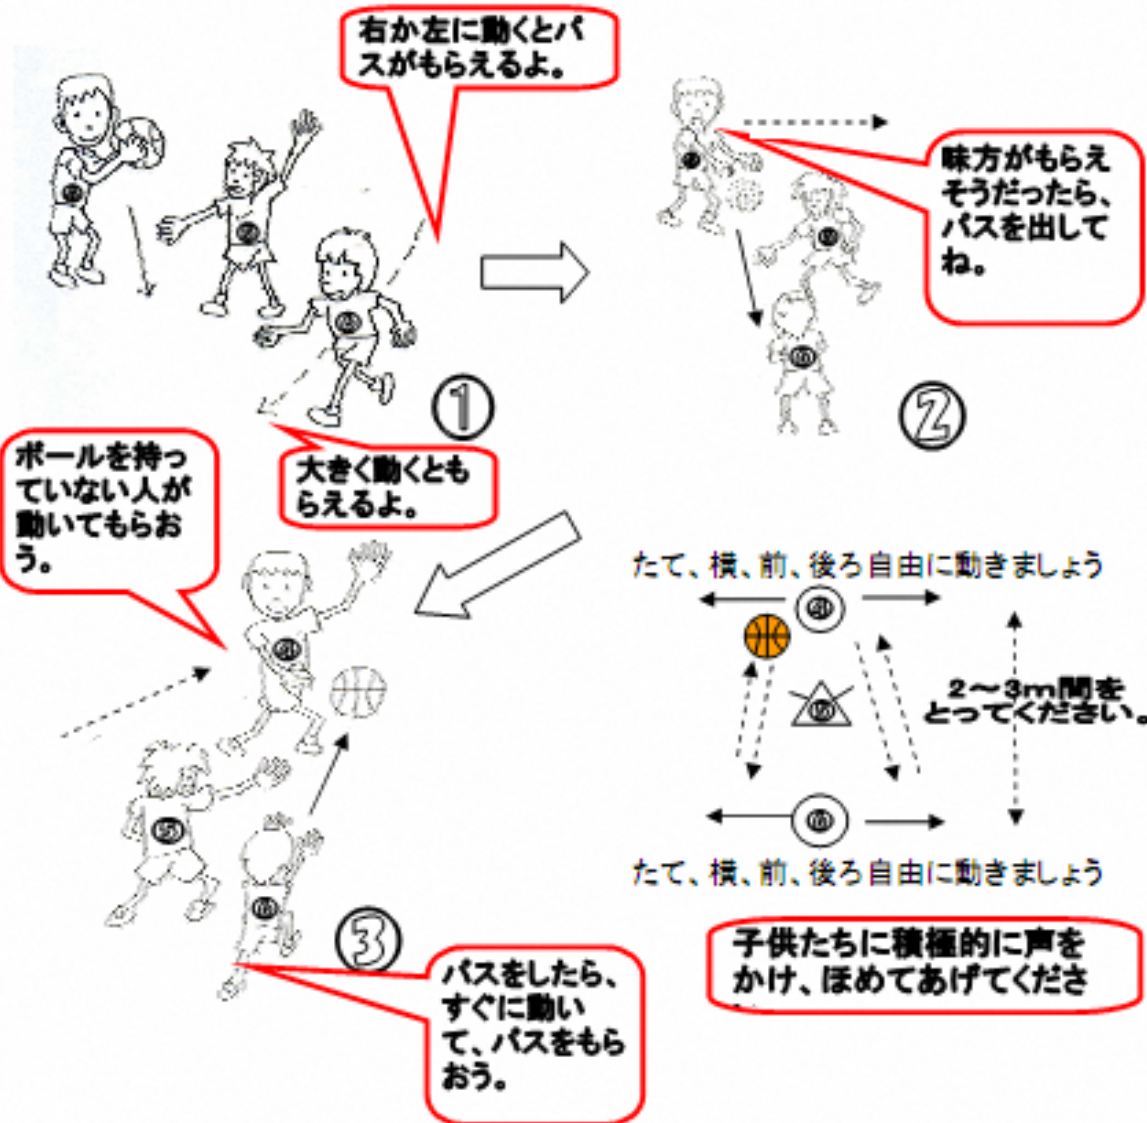 右か左に動くとパ
スがもらえるよ。
味方がもらえ
そうだったら、
パスを出して
ね。
①
②
大きく動くとも
らえるよ。
ボールを持っ
ていない人が
動いてもらお
う。
たて、横、前、後ろ自由に動きましょう
④
⑤
2〜3m間を
とってください。
たて、横、前、後ろ自由に動きましょう
③
パスをしたら、
すぐに動い
て、パスをもら
おう。
子供たちに積極的に声を
かけ、ほめてあげてくださ